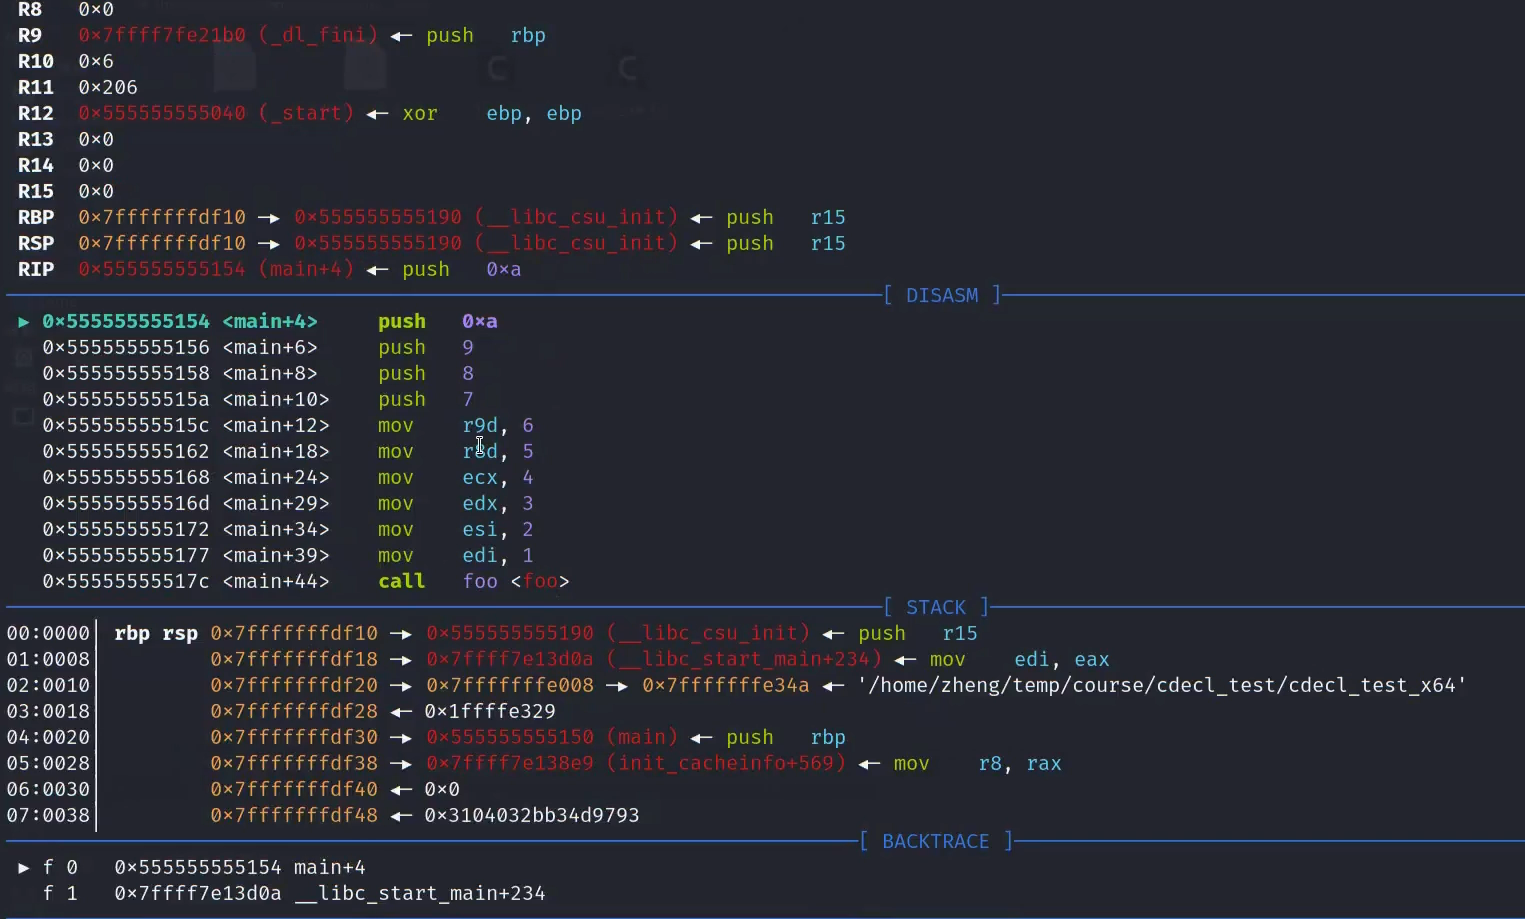 R8 0×0
R9 0×7ffff7fe21b0 (_dl_fini) ◂— push rbp
R10 0×6
R11 0×206
R12 0×555555555040 (_start) ◂— xor ebp, ebp
R13 0×0
R14 0×0
R15 0×0
RBP 0×7fffffffdf10 —▸ 0×555555555190 (__libc_csu_init) ◂— push r15
RSP 0×7fffffffdf10 —▸ 0×555555555190 (__libc_csu_init) ◂— push r15
RIP 0×555555555154 (main+4) ◂— push 0×a
[ DISASM ]
► 0×555555555154 <main+4> push 0×a
0×555555555156 <main+6> push 9
0×555555555158 <main+8> push 8
0×55555555515a <main+10> push 7
0×55555555515c <main+12> mov r9d, 6
0×555555555162 <main+18> mov r8d, 5
0×555555555168 <main+24> mov ecx, 4
0×55555555516d <main+29> mov edx, 3
0×555555555172 <main+34> mov esi, 2
0×555555555177 <main+39> mov edi, 1
0×55555555517c <main+44> call foo <foo>
[ STACK ]
00:0000│ rbp rsp 0×7fffffffdf10 —▸ 0×555555555190 (__libc_csu_init) ◂— push r15
01:0008│ 0×7fffffffdf18 —▸ 0×7ffff7e13d0a (__libc_start_main+234) ◂— mov edi, eax
02:0010│ 0×7fffffffdf20 —▸ 0×7fffffffe008 —▸ 0×7fffffffe34a ◂— '/home/zheng/temp/course/cdecl_test/cdecl_test_x64'
03:0018│ 0×7fffffffdf28 ◂— 0×1ffffe329
04:0020│ 0×7fffffffdf30 —▸ 0×555555555150 (main) ◂— push rbp
05:0028│ 0×7fffffffdf38 —▸ 0×7ffff7e138e9 (init_cacheinfo+569) ◂— mov r8, rax
06:0030│ 0×7fffffffdf40 ◂— 0×0
07:0038│ 0×7fffffffdf48 ◂— 0×3104032bb34d9793
[ BACKTRACE ]
► f 0 0×555555555154 main+4
f 1 0×7ffff7e13d0a __libc_start_main+234